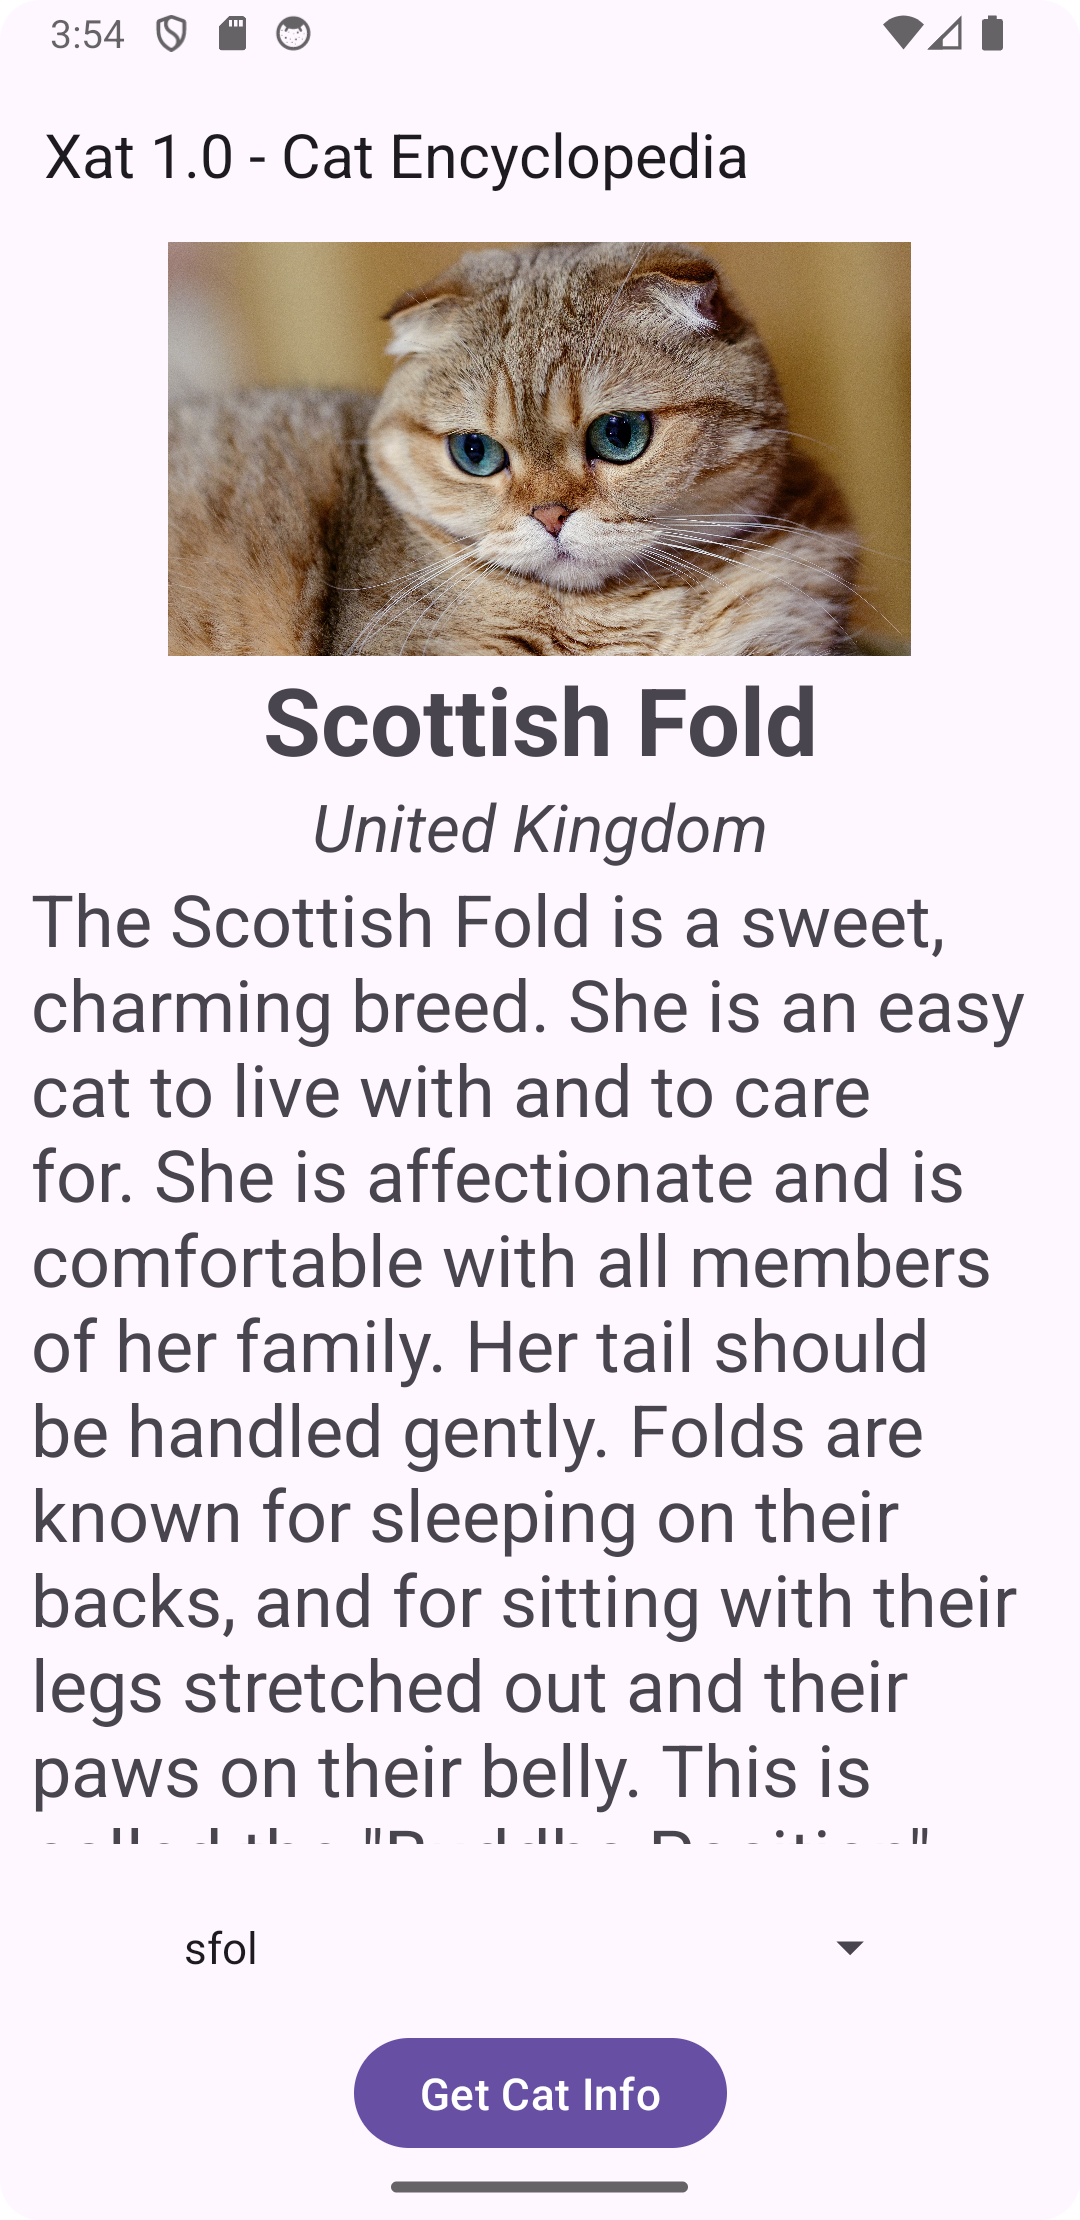 3:54
Xat 1.0 - Cat Encyclopedia
Scottish Fold
United Kingdom
The Scottish Fold is a sweet,
charming breed. She is an easy
cat to live with and to care
for. She is affectionate and is
comfortable with all members
of her family. Her tail should
be handled gently. Folds are
known for sleeping on their
backs, and for sitting with their
legs stretched out and their
paws on their belly. This is
called the "Buddha Position"
sfol
Get Cat Info